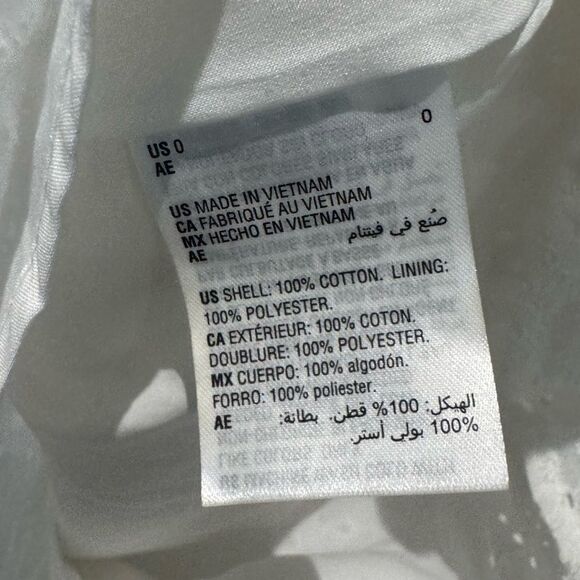 US 0 0
AE
US MADE IN VIETNAM
CA FABRIQUÉ AU VIETNAM
MX HECHO EN VIETNAM
AE صُنع في فيتنام
US SHELL: 100% COTTON. LINING:
100% POLYESTER.
CA EXTÉRIEUR: 100% COTON.
DOUBLURE: 100% POLYESTER.
MX CUERPO: 100% algodón.
FORRO: 100% poliester.
AE الهيكل: 100% قطن. بطانة:
100% بولي أستر.